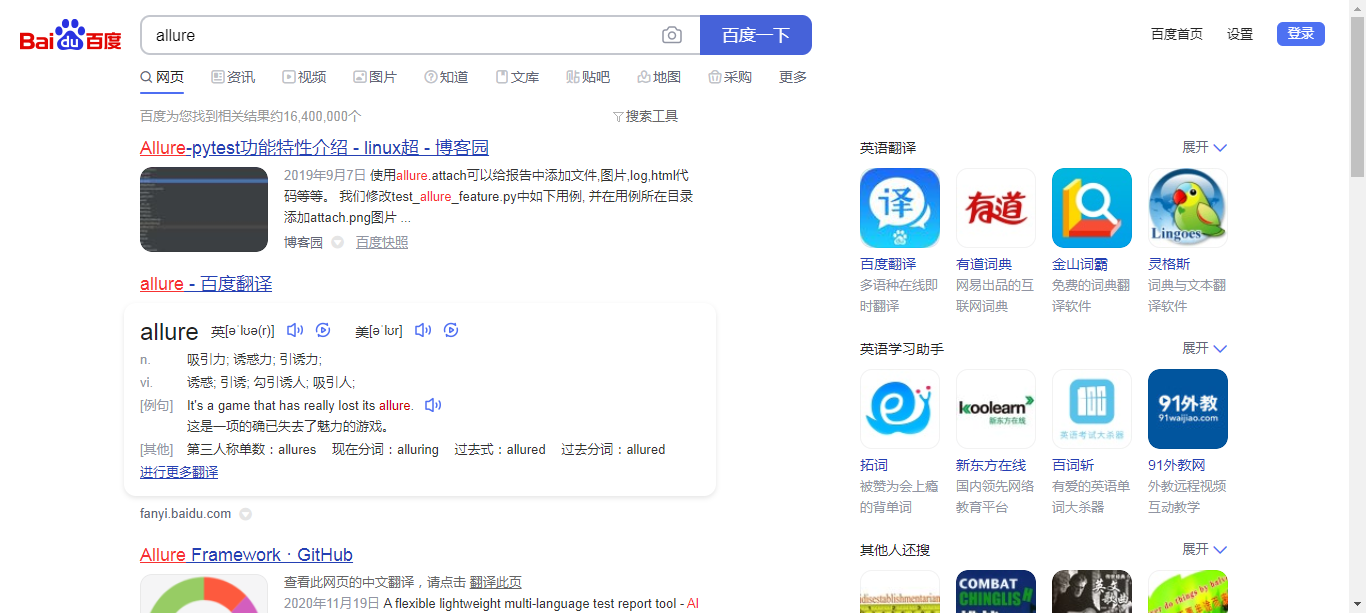 Bai du 百度
allure
百度一下
百度首页 设置 登录
网页 资讯 视频 图片 知道 文库 贴吧 地图 采购 更多
百度为您找到相关结果约16,400,000个
搜索工具
Allure-pytest功能特性介绍 - linux超 - 博客园
2019年9月7日 使用allure.attach可以给报告中添加文件,图片,log,html代
码等等。 我们修改test_allure_feature.py中如下用例, 并在用例所在目录
添加attach.png图片 ...
博客园 百度快照
allure - 百度翻译
allure 英[əˈlʊə(r)] 美[əˈlʊr]
n. 吸引力; 诱惑力; 引诱力;
vi. 诱惑; 引诱; 勾引诱人; 吸引人;
[例句] It's a game that has really lost its allure.
这是一项的确已失去了魅力的游戏。
[其他] 第三人称单数：allures 现在分词：alluring 过去式：allured 过去分词：allured
进行更多翻译
fanyi.baidu.com
Allure Framework · GitHub
查看此网页的中文翻译，请点击 翻译此页
2020年11月19日 A flexible lightweight multi-language test report tool - Al
英语翻译 展开
译
有道
Lingoes
百度翻译 有道词典 金山词霸 灵格斯
多语种在线即 网易出品的互 免费的词典翻 词典与文本翻
时翻译 联网词典 译软件 译软件
英语学习助手 展开
koolearn
新东方在线
英语考试大杀器
91外教
91waijiao.com
拓词 新东方在线 百词斩 91外教网
被赞为会上瘾 国内领先网络 有爱的英语单 外教远程视频
的背单词 教育平台 词大杀器 互动教学
其他人还搜 展开
COMBAT
CHINGLISH